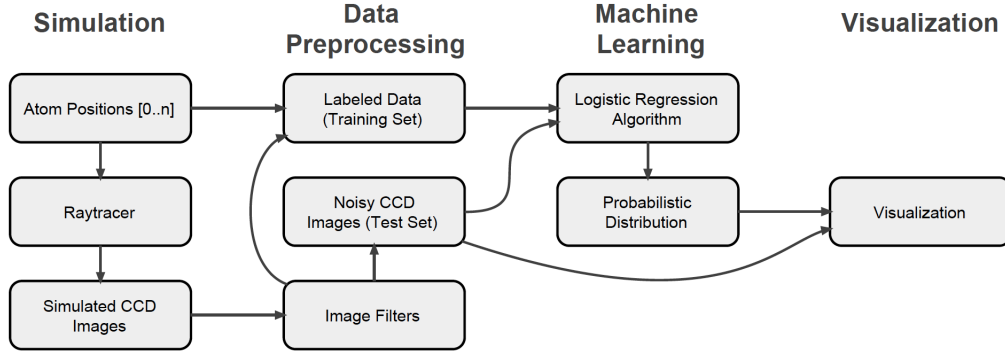 Simulation
Data
Preprocessing
Machine
Learning
Visualization
Atom Positions [0..n]
Labeled Data
(Training Set)
Logistic Regression
Algorithm
Raytracer
Noisy CCD
Images (Test Set)
Probabilistic
Distribution
Visualization
Simulated CCD
Images
Image Filters